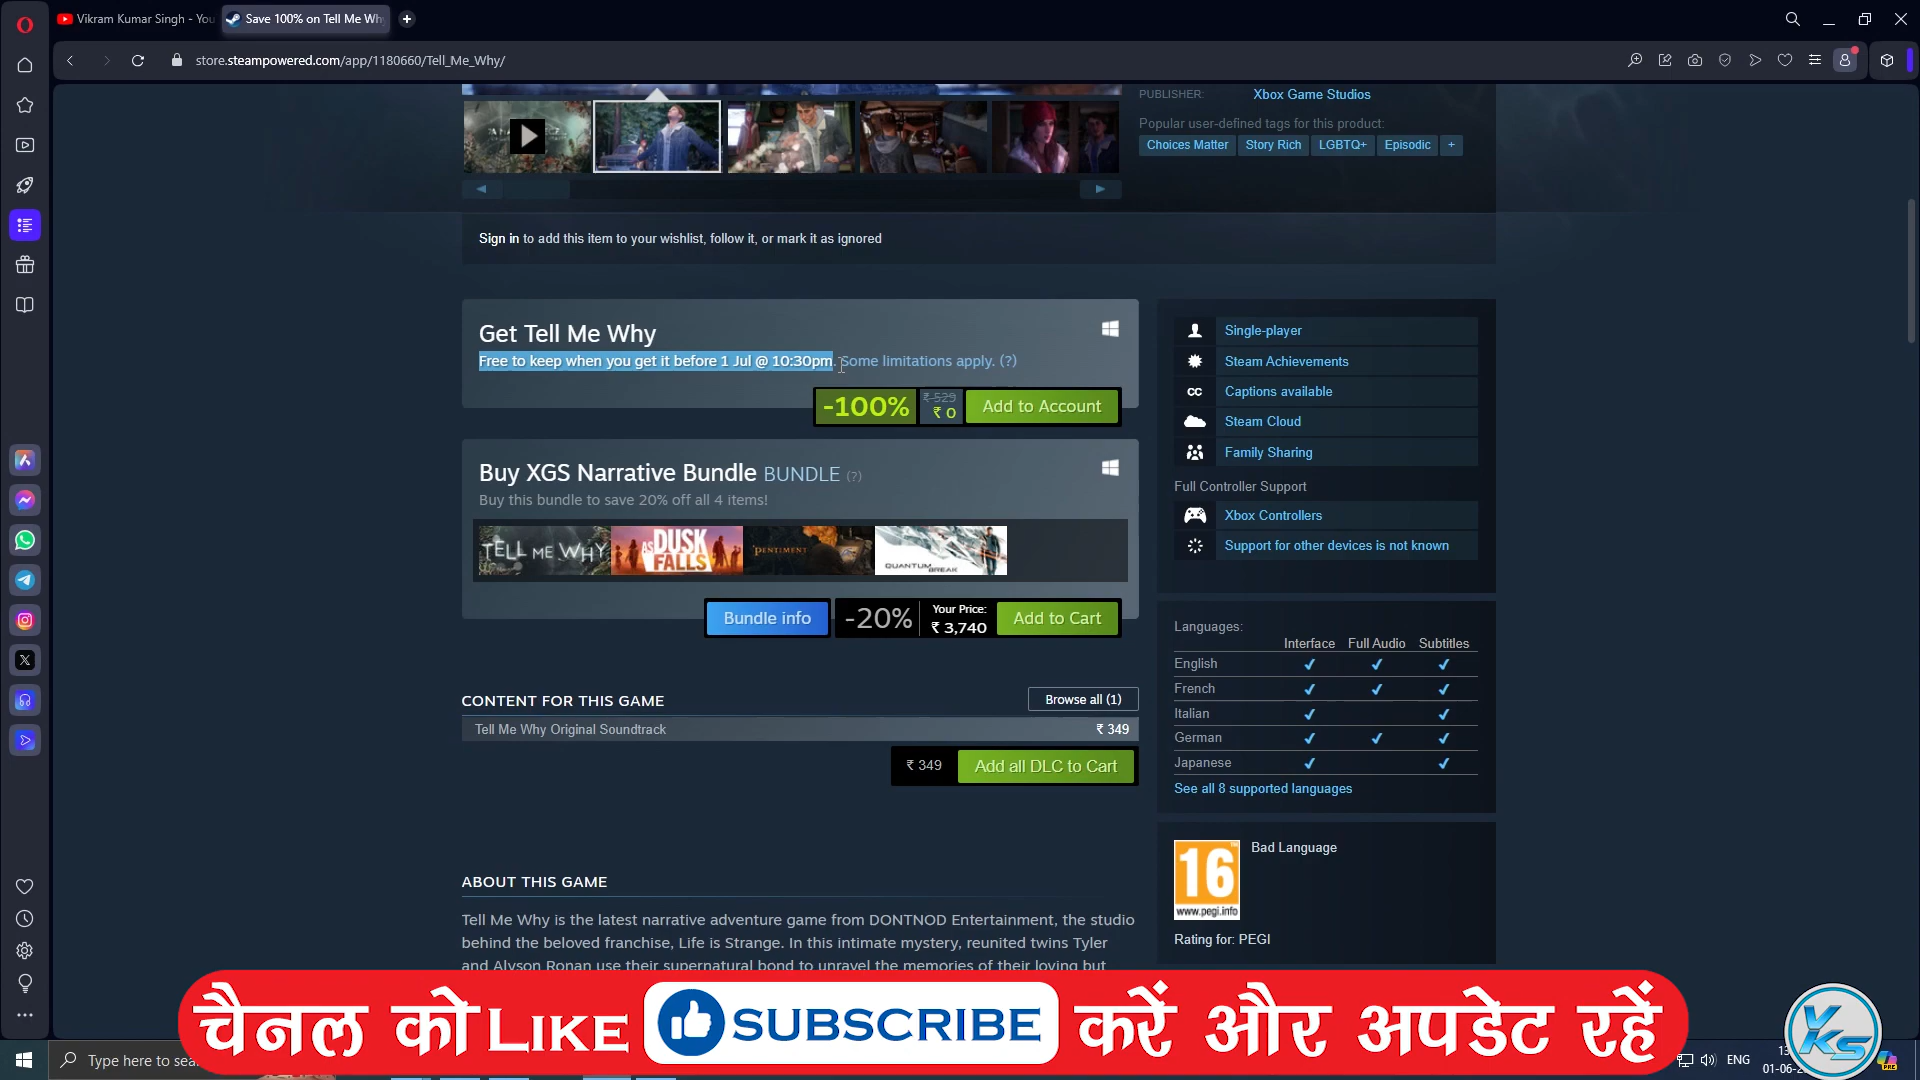 Vikram Kumar Singh - You
Save 100% on Tell Me Wh
store.steampowered.com/app/1180660/Tell_Me_Why/
PUBLISHER:
Xbox Game Studios
Popular user-defined tags for this product:
Choices Matter
Story Rich
LGBTQ+
Episodic
+
Sign in to add this item to your wishlist, follow it, or mark it as ignored
Get Tell Me Why
Free to keep when you get it before 1 Jul @ 10:30pm. Some limitations apply. (?)
-100%
₹ 529
₹ 0
Add to Account
Buy XGS Narrative Bundle BUNDLE (?)
Buy this bundle to save 20% off all 4 items!
TELL ME WHY
AS DUSK FALLS
PENTIMENT
QUANTUM BREAK
Bundle info
-20%
Your Price:
₹ 3,740
Add to Cart
CONTENT FOR THIS GAME
Browse all (1)
Tell Me Why Original Soundtrack
₹ 349
₹ 349
Add all DLC to Cart
ABOUT THIS GAME
Tell Me Why is the latest narrative adventure game from DONTNOD Entertainment, the studio
behind the beloved franchise, Life is Strange. In this intimate mystery, reunited twins Tyler
and Alyson Ronan use their supernatural bond to unravel the memories of their loving but
Single-player
Steam Achievements
cc Captions available
Steam Cloud
Family Sharing
Full Controller Support
Xbox Controllers
Support for other devices is not known
Languages:
Interface Full Audio Subtitles
English
French
Italian
German
Japanese
See all 8 supported languages
16
www.pegi.info
Bad Language
Rating for: PEGI
चैनल को LIKE SUBSCRIBE करें और अपडेट रहें
YKS
Type here to sea
ENG
01-06-2